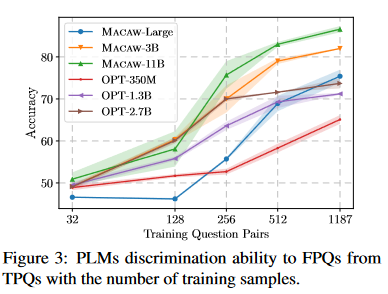 80
70
60
50
Accuracy
MACAW-Large
MACAW-3B
MACAW-11B
OPT-350M
OPT-1.3B
OPT-2.7B
32 128 256 512 1187
Training Question Pairs
Figure 3: PLMs discrimination ability to FPQs from
TPQs with the number of training samples.